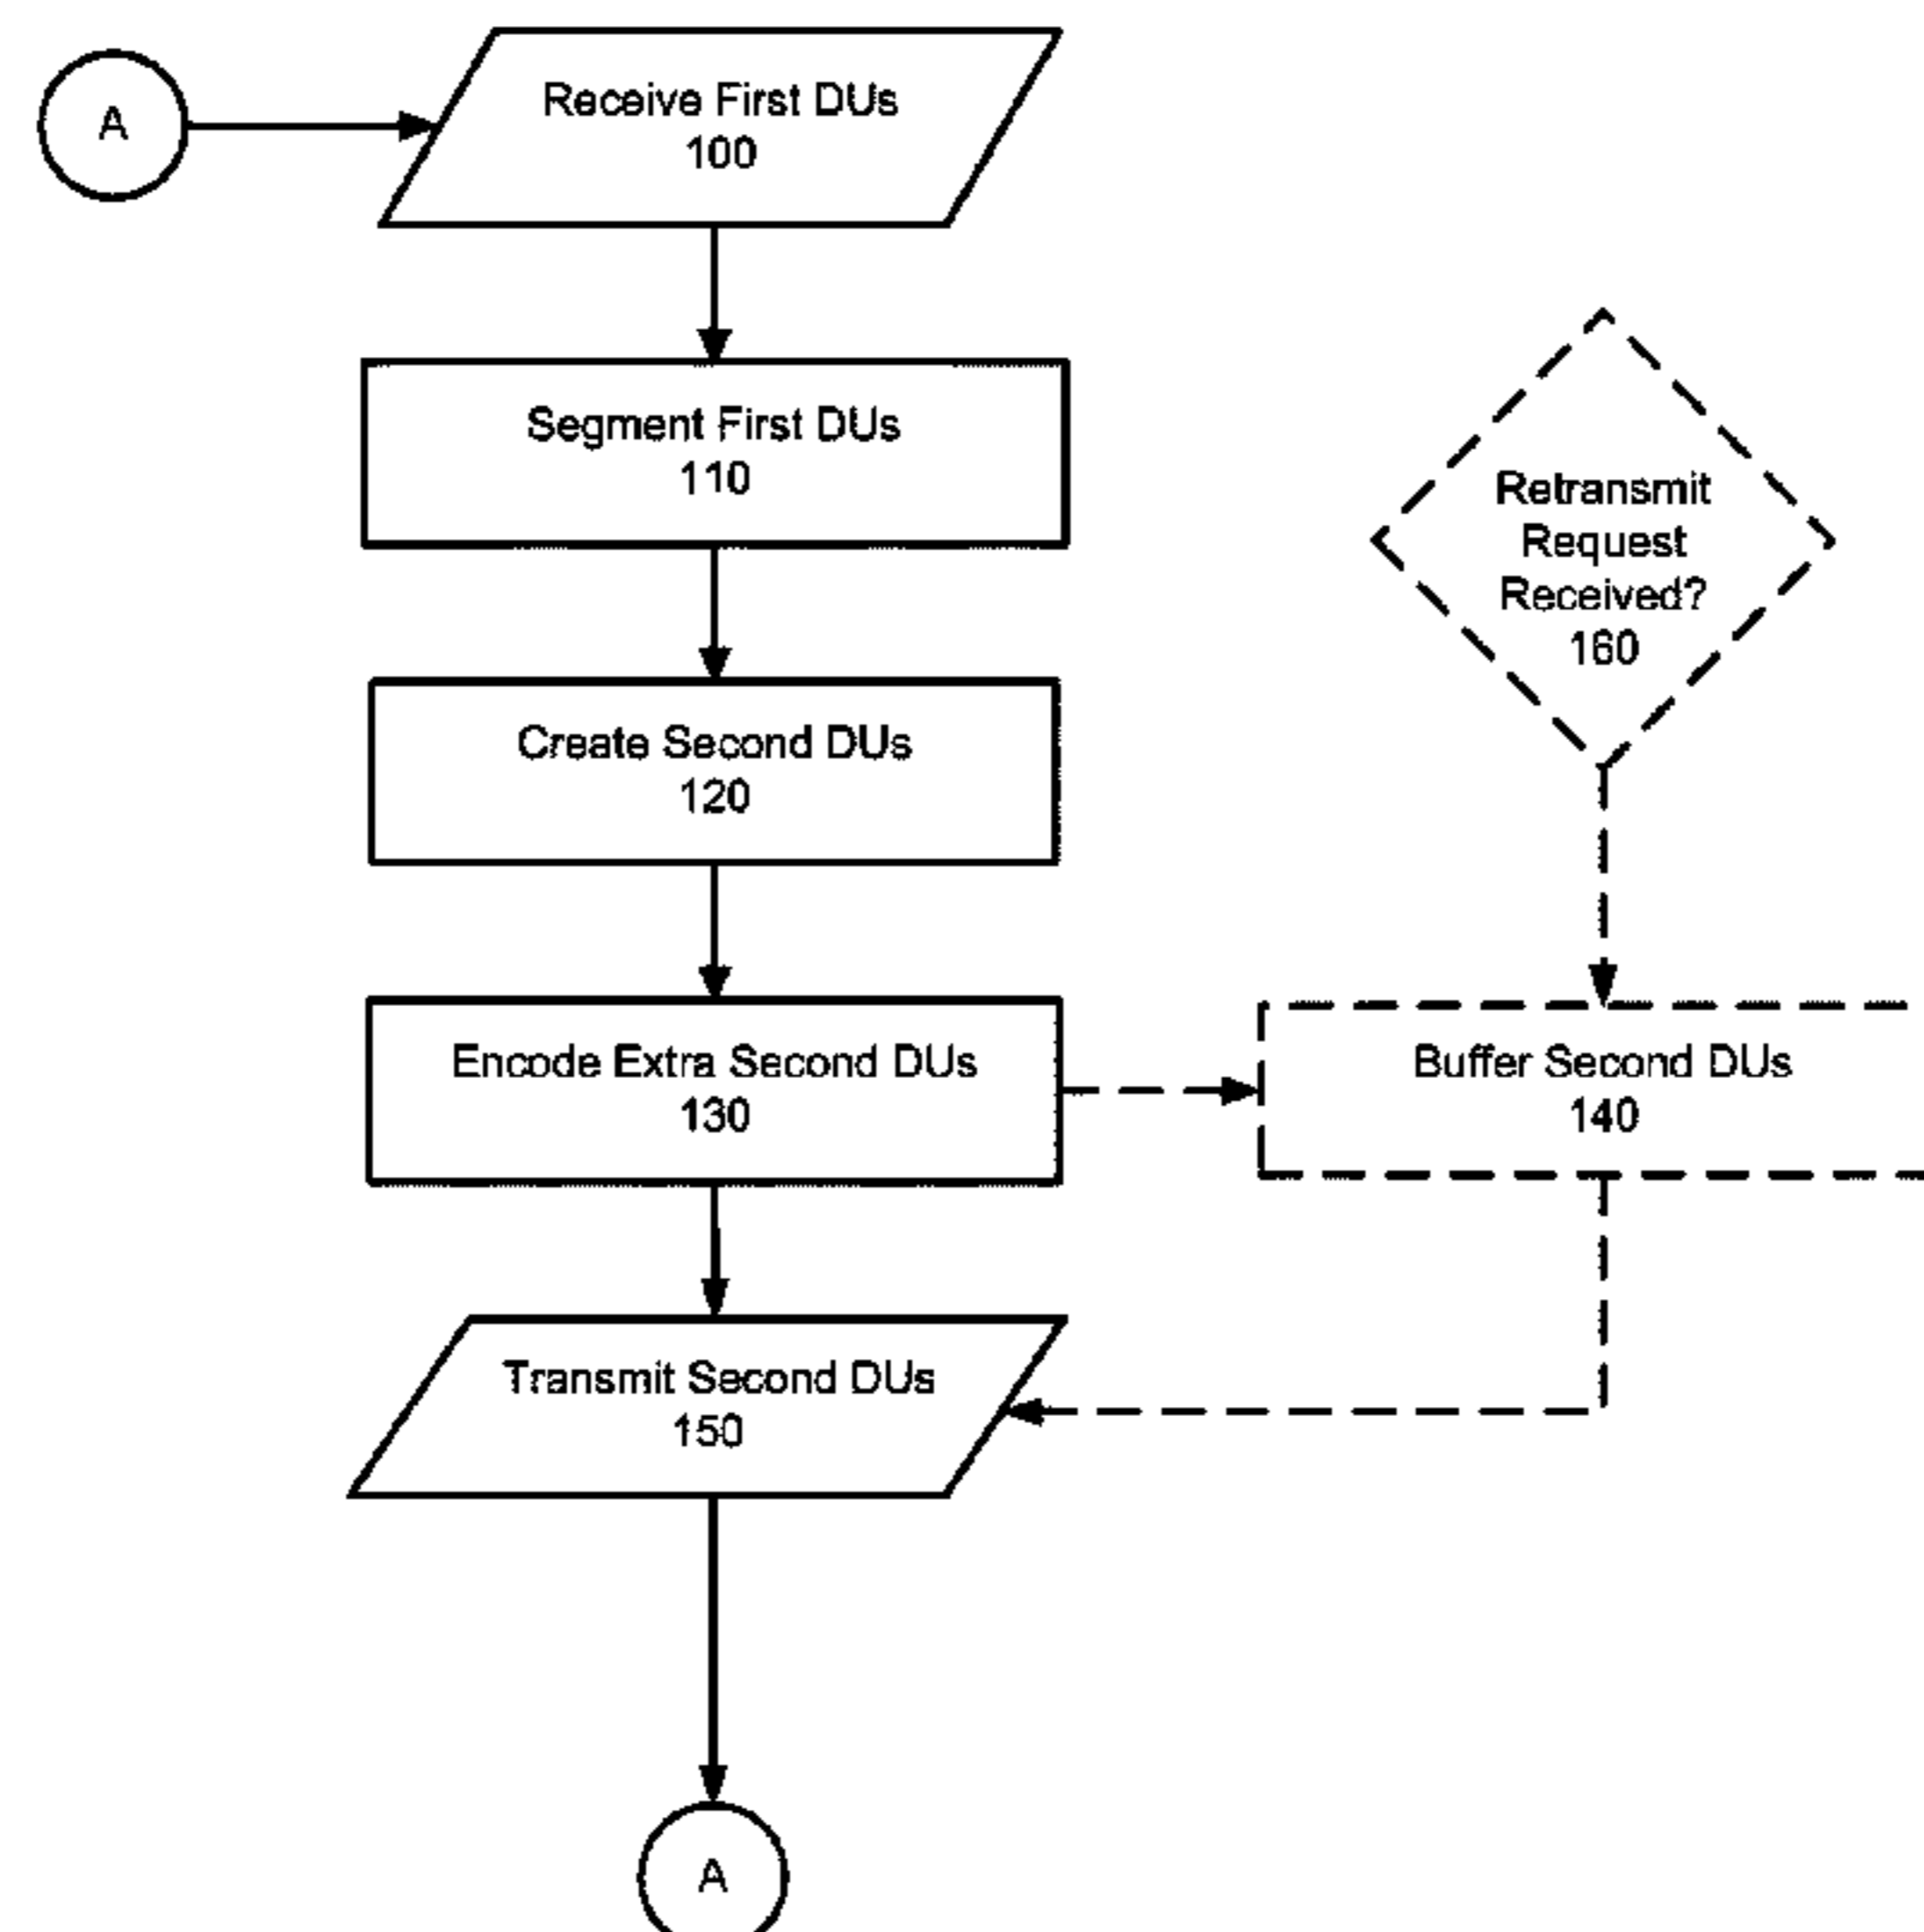 A
Receive First DUs
100
Segment First DUs
110
Create Second DUs
120
Retransmit
Request
Received?
160
Encode Extra Second DUs
130
Buffer Second DUs
140
Transmit Second DUs
150
A